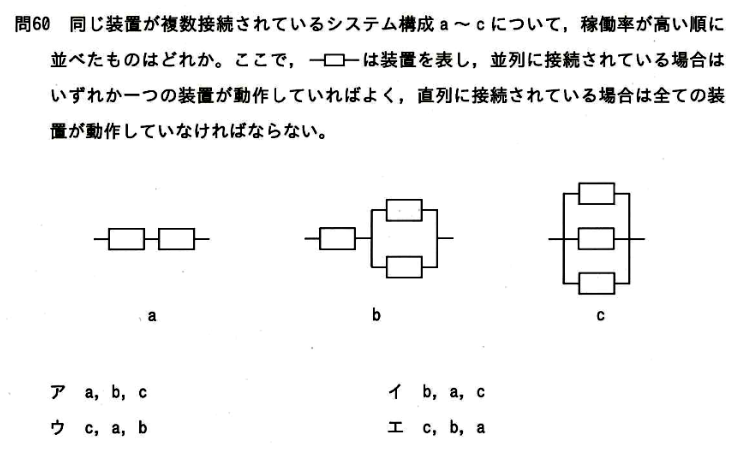 問60 同じ装置が複数接続されているシステム構成 a ～ c について，稼働率が高い順に
並べたものはどれか。ここで，は装置を表し，並列に接続されている場合は
いずれか一つの装置が動作していればよく，直列に接続されている場合は全ての装
置が動作していなければならない。
a b c
ア a, b, c イ b, a, c
ウ c, a, b エ c, b, a